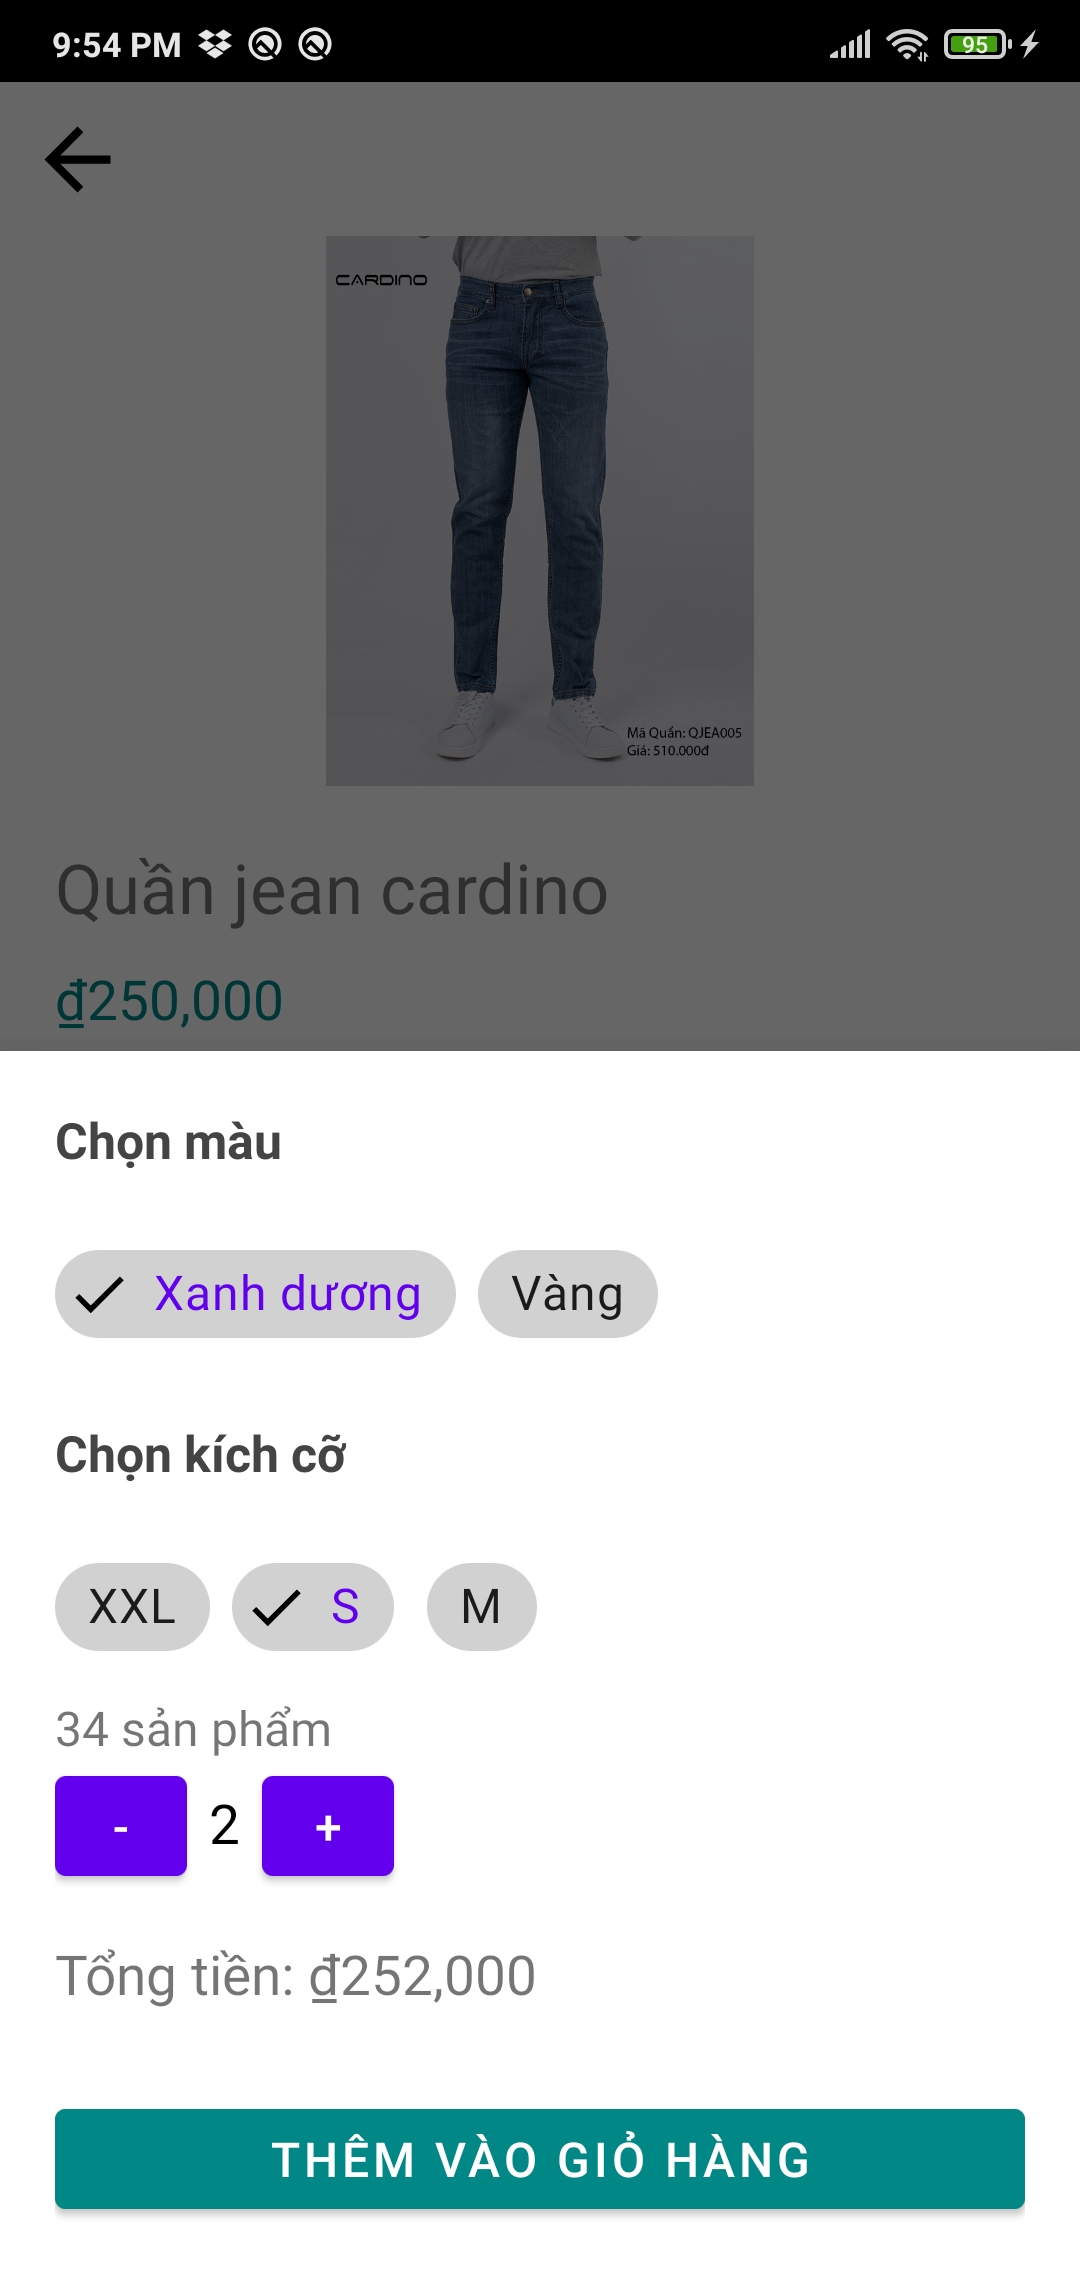 9:54 PM
95
CARDINO
Mã Quần: QJEA005
Giá: 510.000đ
Quần jean cardino
₫250,000
Chọn màu
Xanh dương
Vàng
Chọn kích cỡ
XXL
S
M
34 sản phẩm
- 2 +
Tổng tiền: ₫252,000
THÊM VÀO GIỎ HÀNG